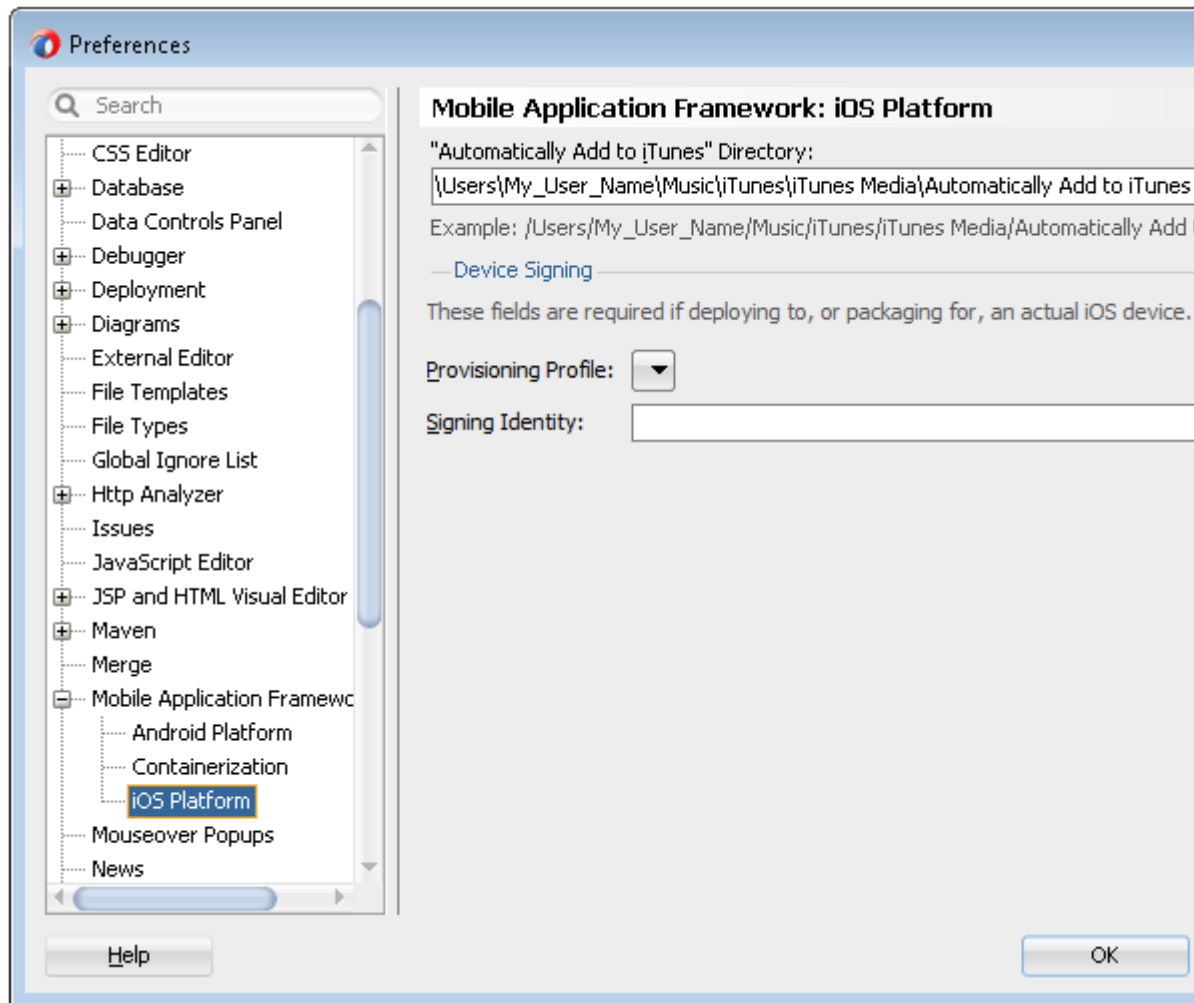 Preferences
Search
CSS Editor
Database
Data Controls Panel
Debugger
Deployment
Diagrams
External Editor
File Templates
File Types
Global Ignore List
Http Analyzer
Issues
JavaScript Editor
JSP and HTML Visual Editor
Maven
Merge
Mobile Application Framewc
Android Platform
Containerization
iOS Platform
Mouseover Popups
News
Mobile Application Framework: iOS Platform
"Automatically Add to iTunes" Directory:
\Users\My_User_Name\Music\iTunes\iTunes Media\Automatically Add to iTunes
Example: /Users/My_User_Name/Music/iTunes/iTunes Media/Automatically Add
Device Signing
These fields are required if deploying to, or packaging for, an actual iOS device.
Provisioning Profile:
Signing Identity:
Help
OK